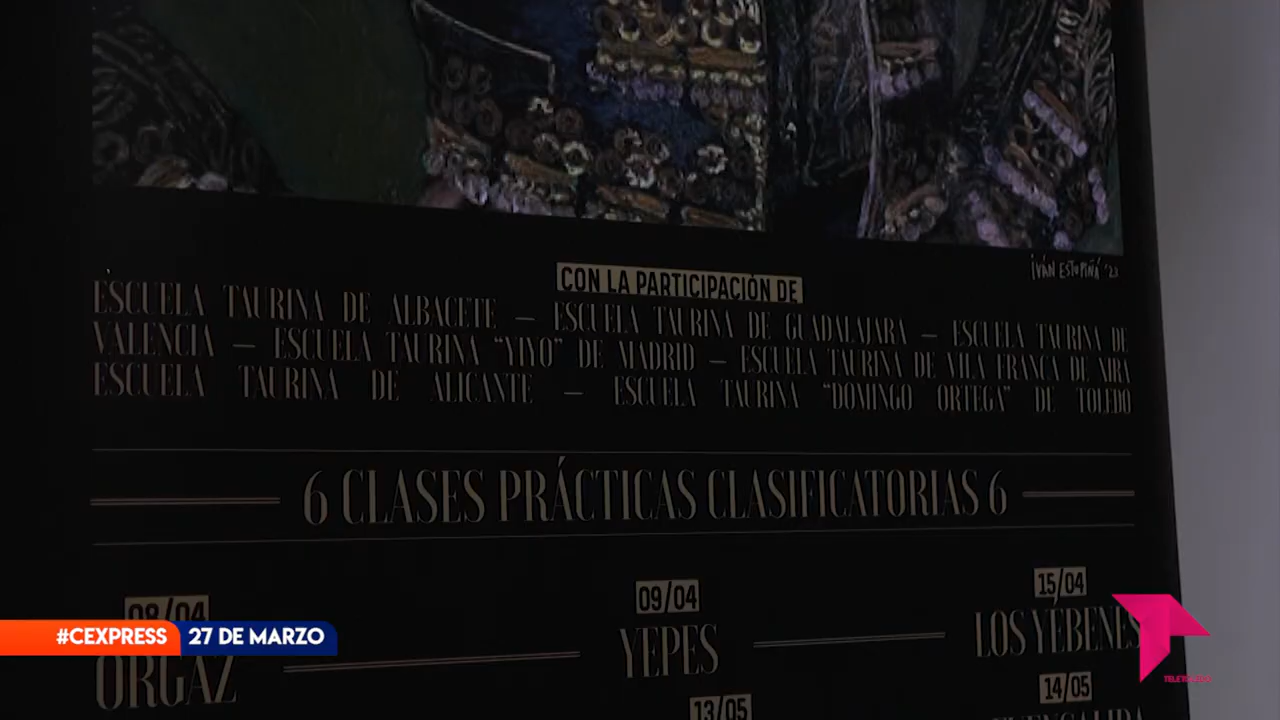 IVÁN ESTOPIÑÁ '23
CON LA PARTICIPACIÓN DE
ESCUELA TAURINA DE ALBACETE — ESCUELA TAURINA DE GUADALAJARA — ESCUELA TAURINA DE
VALENCIA — ESCUELA TAURINA "YIYO" DE MADRID — ESCUELA TAURINA DE VILA FRANCA DE XIRA
ESCUELA TAURINA DE ALICANTE — ESCUELA TAURINA "DOMINGO ORTEGA" DE TOLEDO
6 CLASES PRÁCTICAS CLASIFICATORIAS 6
08/04
ORGAZ
09/04
YEPES
15/04
LOS YÉBENES
13/05
14/05
#CEXPRESS 27 DE MARZO